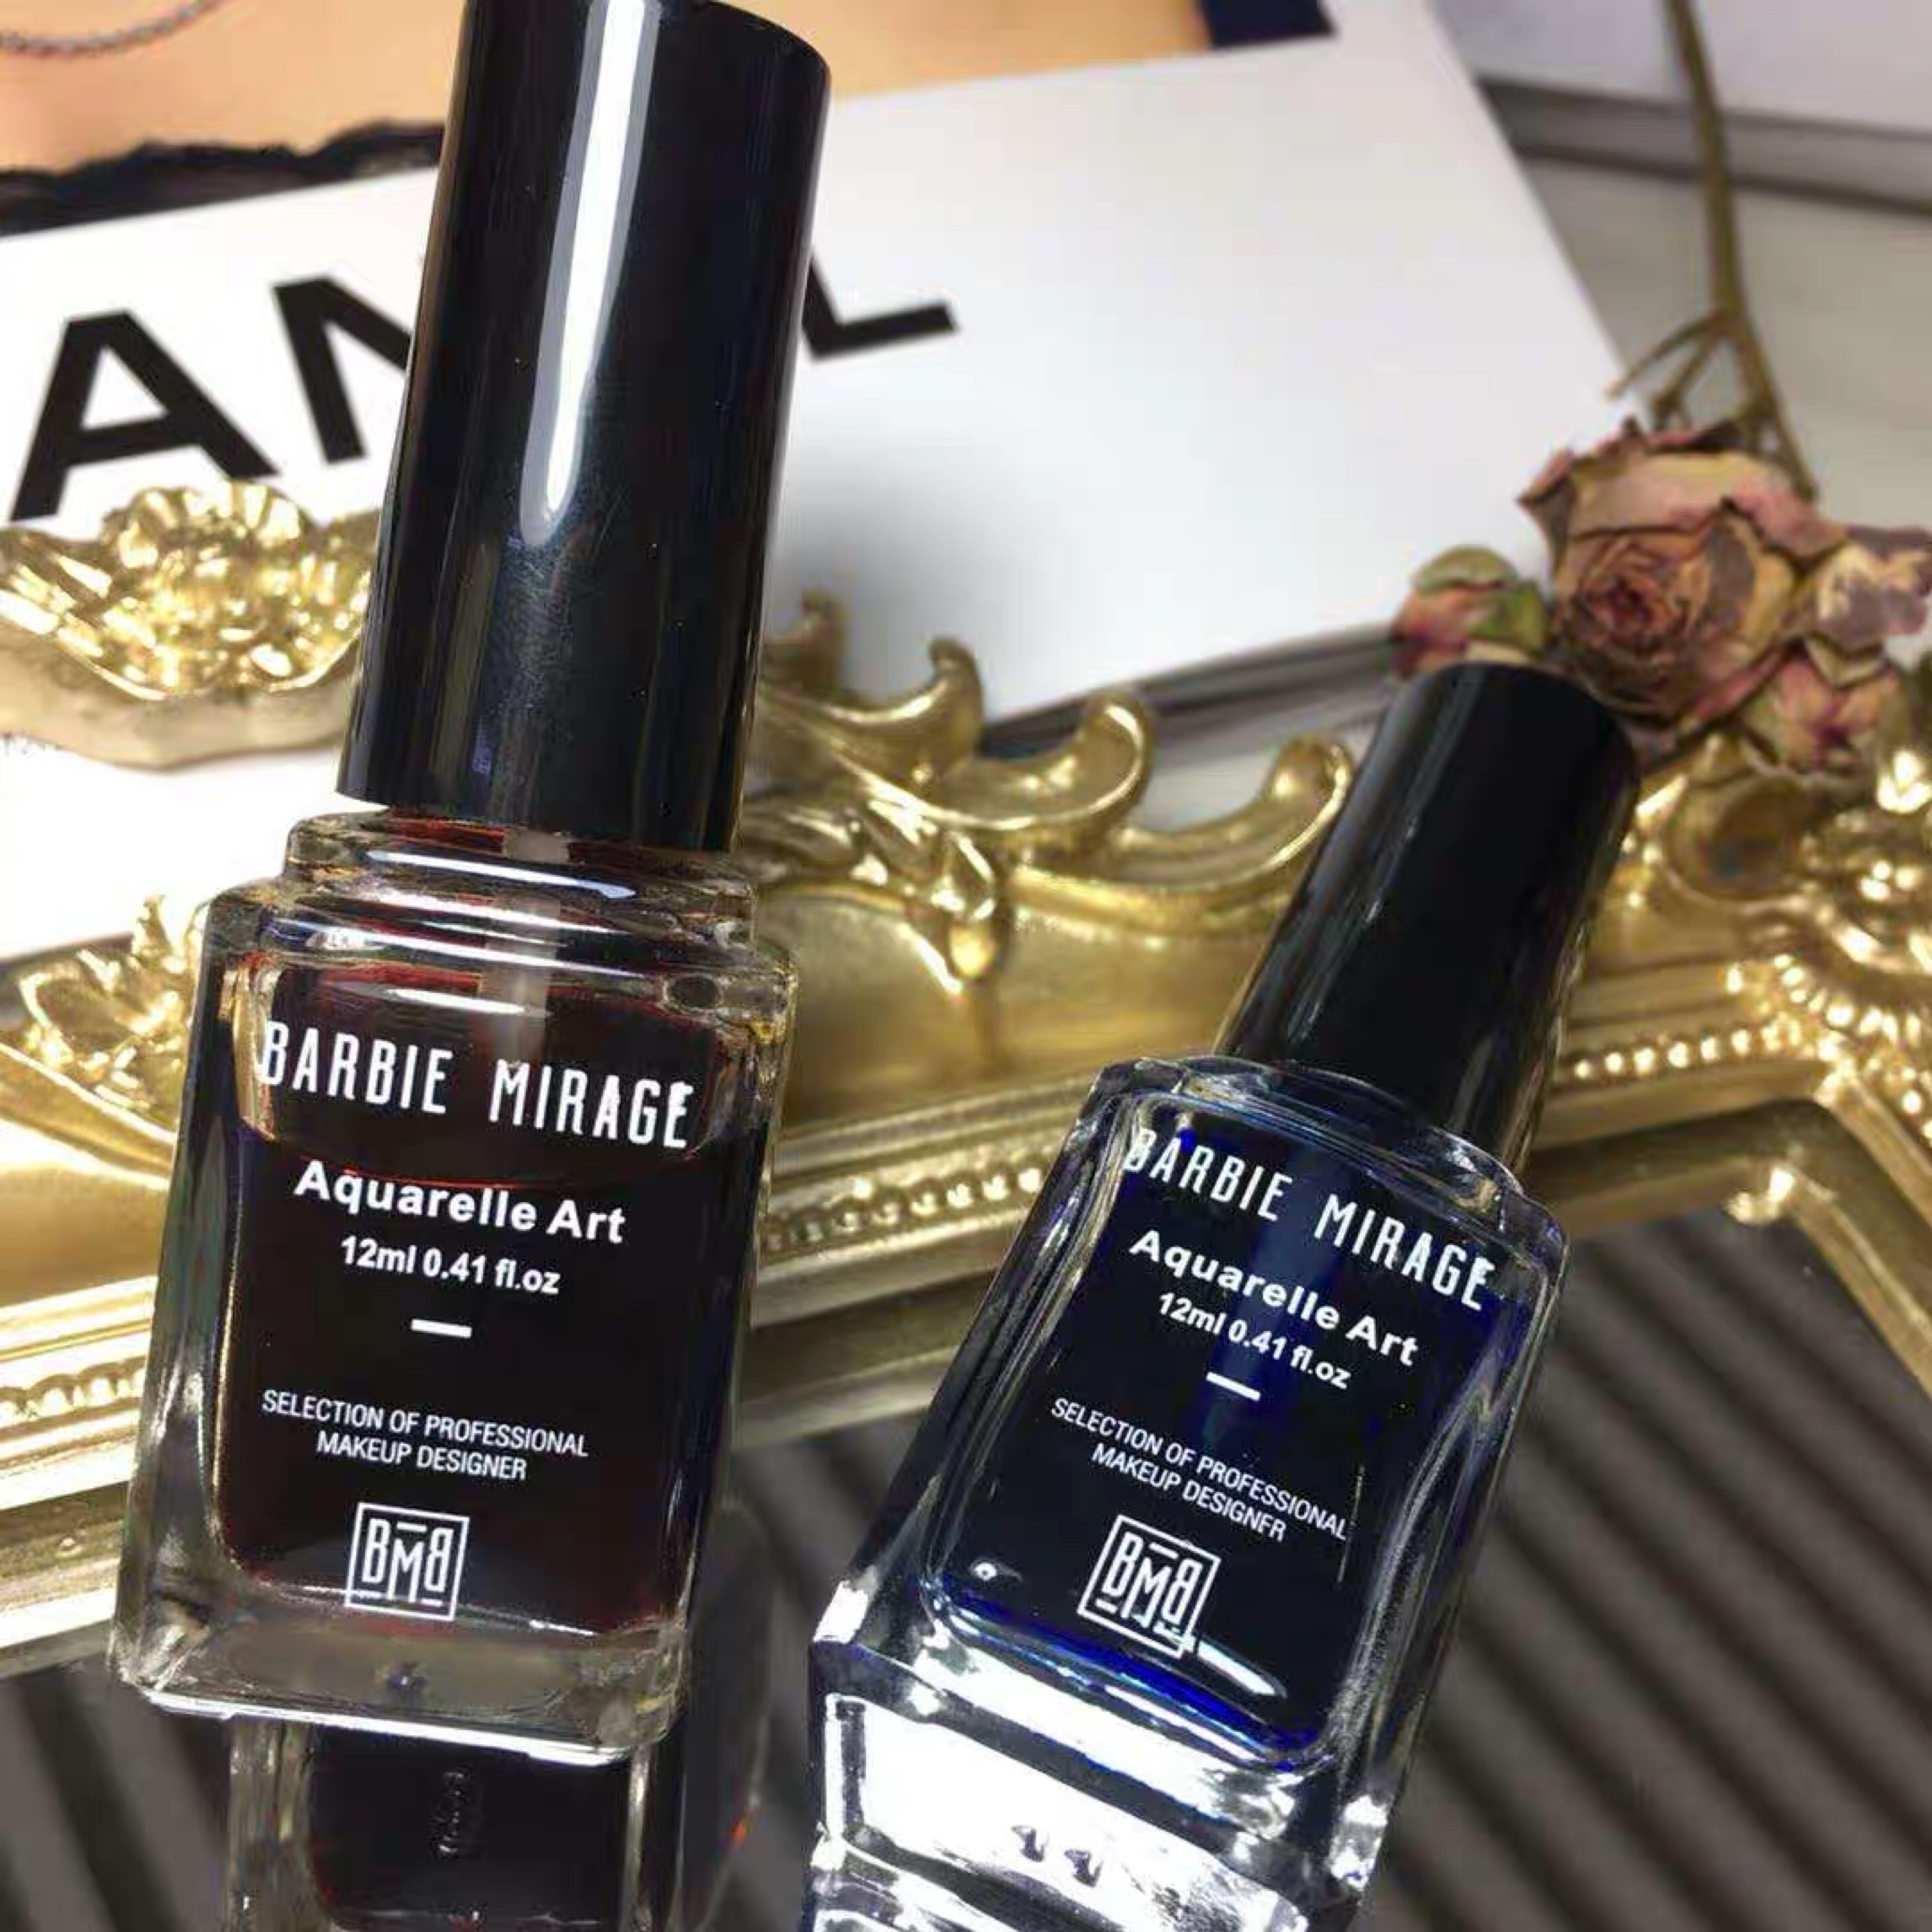 AN L
BARBIE MIRAGE
Aquarelle Art
12ml 0.41 fl.oz
SELECTION OF PROFESSIONAL
MAKEUP DESIGNER
BMB
BARBIE MIRAGE
Aquarelle Art
12ml 0.41 fl.oz
SELECTION OF PROFESSIONAL
MAKEUP DESIGNER
BMB